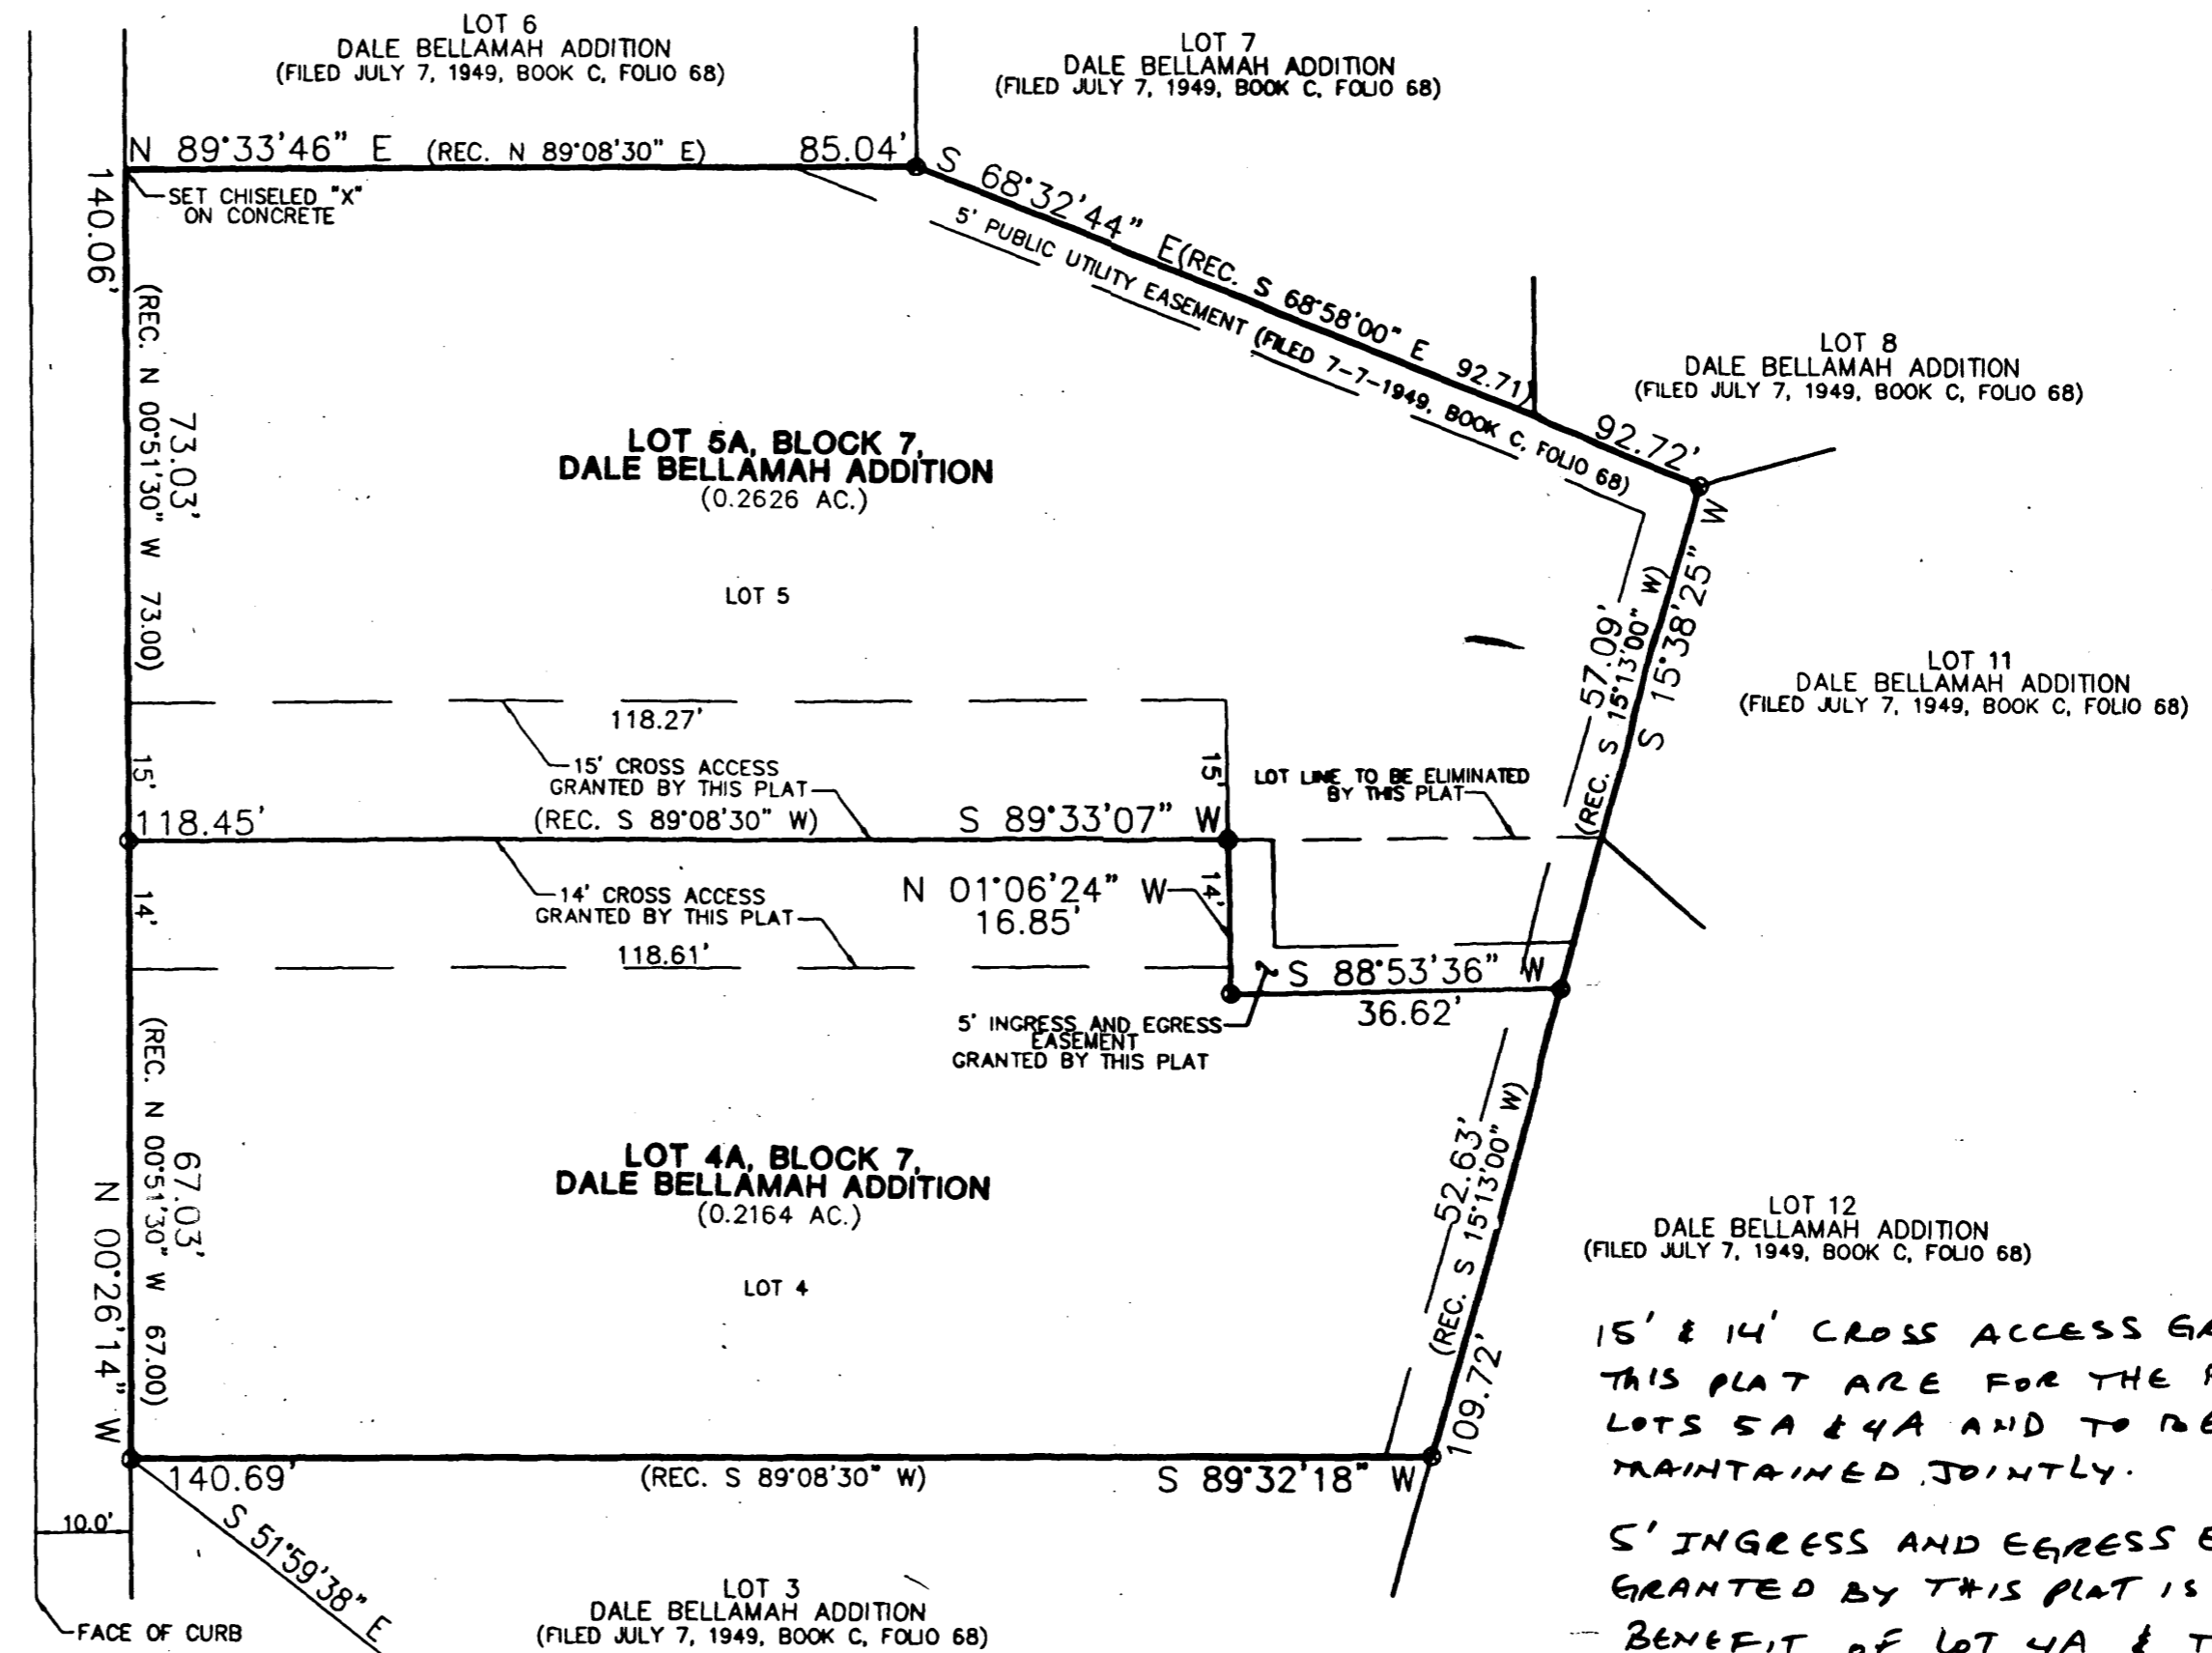 LOT 6
DALE BELLAMAH ADDITION
(FILED JULY 7, 1949, BOOK C, FOLIO 68)
LOT 7
DALE BELLAMAH ADDITION
(FILED JULY 7, 1949, BOOK C, FOLIO 68)
N 89°33'46" E (REC. N 89°08'30" E) 85.04'
SET CHISELED "X"
ON CONCRETE
140.06'
S 68°32'44" E (REC. S 68°58'00" E 92.71)
92.72'
5' PUBLIC UTILITY EASEMENT (FILED 7-7-1949, BOOK C, FOLIO 68)
LOT 8
DALE BELLAMAH ADDITION
(FILED JULY 7, 1949, BOOK C, FOLIO 68)
(REC. N 00°51'30" W 73.00)
73.03'
LOT 5A, BLOCK 7,
DALE BELLAMAH ADDITION
(0.2626 AC.)
LOT 5
57.09'
(REC. S 15°13'00" W)
S 15°38'25" W
LOT 11
DALE BELLAMAH ADDITION
(FILED JULY 7, 1949, BOOK C, FOLIO 68)
118.27'
15'
15' CROSS ACCESS
GRANTED BY THIS PLAT
15'
LOT LINE TO BE ELIMINATED
BY THIS PLAT
118.45' (REC. S 89°08'30" W) S 89°33'07" W
14'
14' CROSS ACCESS
GRANTED BY THIS PLAT
N 01°06'24" W
16.85'
14'
118.61'
S 88°53'36" W
36.62'
5' INGRESS AND EGRESS
EASEMENT
GRANTED BY THIS PLAT
(REC. N 00°51'30" W 67.00)
67.03'
N 00°26'14" W
LOT 4A, BLOCK 7,
DALE BELLAMAH ADDITION
(0.2164 AC.)
LOT 4
52.63'
(REC. S 15°13'00" W)
109.72'
LOT 12
DALE BELLAMAH ADDITION
(FILED JULY 7, 1949, BOOK C, FOLIO 68)
140.69' (REC. S 89°08'30" W) S 89°32'18" W
10.0'
S 51°59'38" E
FACE OF CURB
LOT 3
DALE BELLAMAH ADDITION
(FILED JULY 7, 1949, BOOK C, FOLIO 68)
15' & 14' CROSS ACCESS
THIS PLAT ARE FOR THE
LOTS 5A & 4A AND TO BE
MAINTAINED JOINTLY.
5' INGRESS AND EGRESS
GRANTED BY THIS PLAT IS
BENEFIT OF LOT 4A &